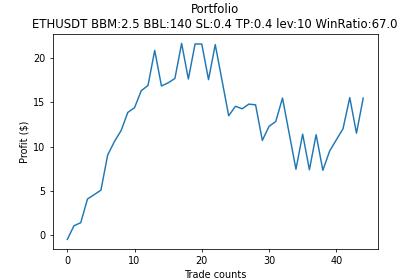 Portfolio
ETHUSDT BBM:2.5 BBL:140 SL:0.4 TP:0.4 lev:10 WinRatio:67.0
Profit ($)
20
15
10
5
0
0
10
20
30
40
Trade counts